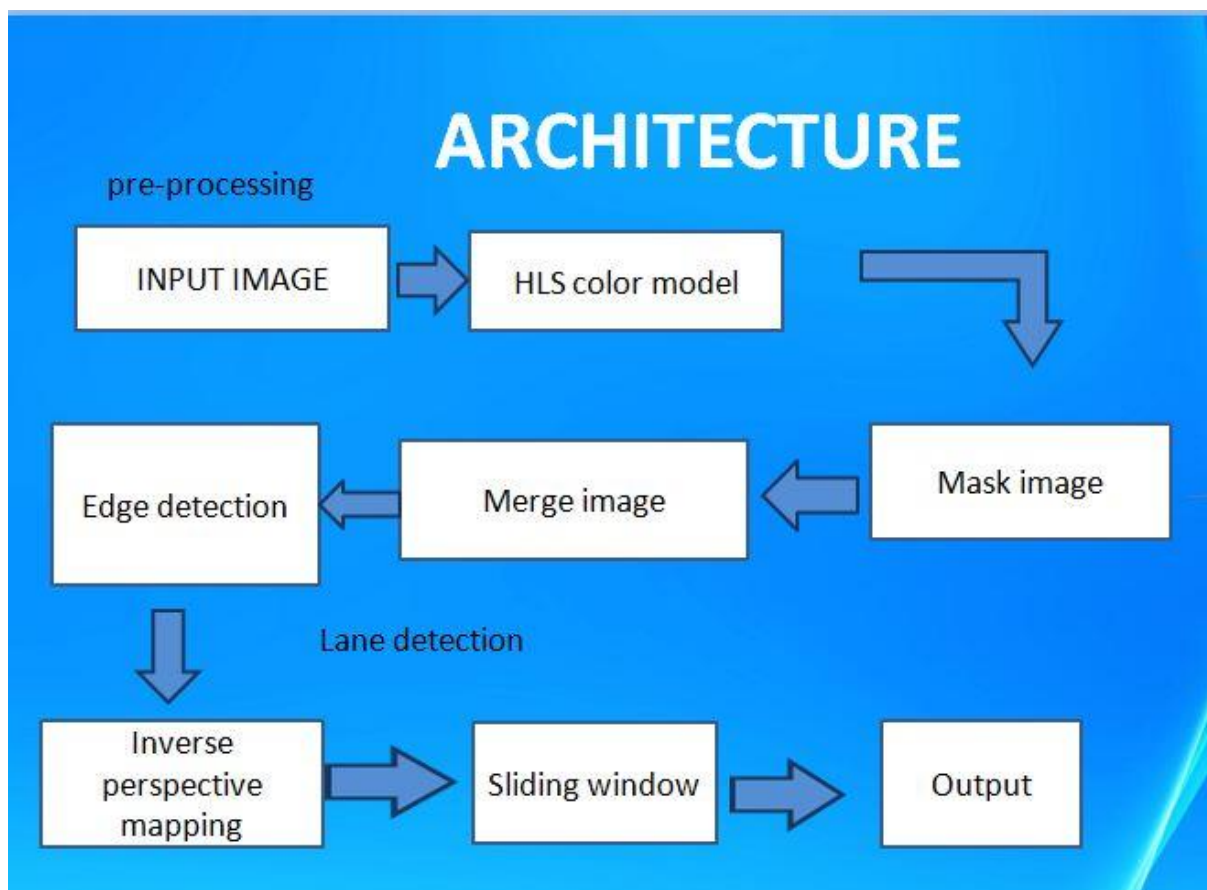 ARCHITECTURE
pre-processing
INPUT IMAGE
HLS color model
Mask image
Merge image
Edge detection
Lane detection
Inverse
perspective
mapping
Sliding window
Output